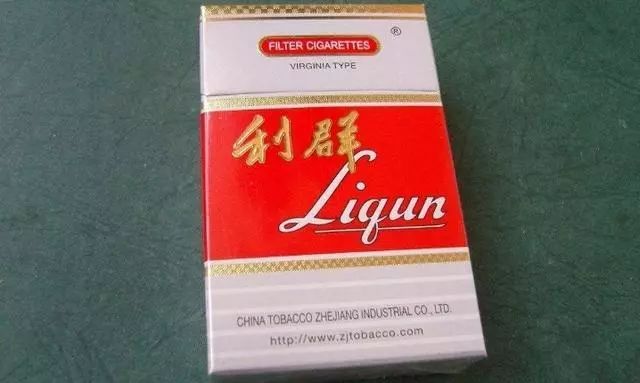 FILTER CIGARETTES
®
VIRGINIA TYPE
利群
Liqun
CHINA TOBACCO ZHEJIANG INDUSTRIAL CO., LTD.
http://www.zjtobacco.com